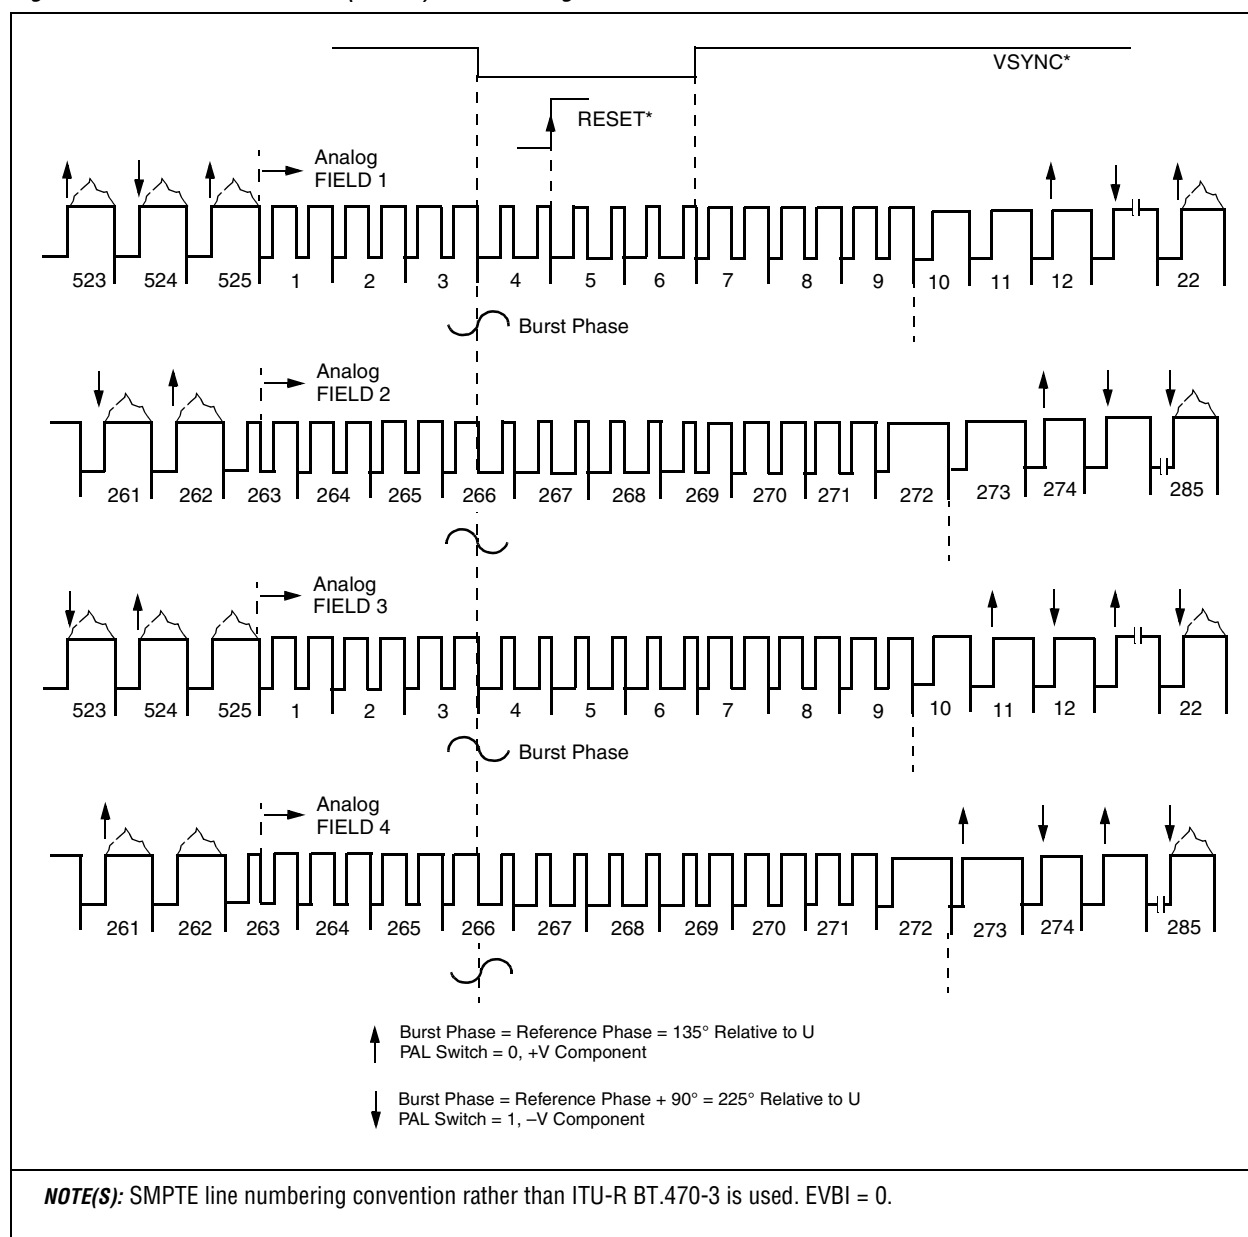 VSYNC*
RESET*
Analog
FIELD 1
523 524 525 1 2 3 4 5 6 7 8 9 10 11 12 22
Burst Phase
Analog
FIELD 2
261 262 263 264 265 266 267 268 269 270 271 272 273 274 285
Analog
FIELD 3
523 524 525 1 2 3 4 5 6 7 8 9 10 11 12 22
Burst Phase
Analog
FIELD 4
261 262 263 264 265 266 267 268 269 270 271 272 273 274 285
Burst Phase = Reference Phase = 135° Relative to U
PAL Switch = 0, +V Component
Burst Phase = Reference Phase + 90° = 225° Relative to U
PAL Switch = 1, –V Component
NOTE(S): SMPTE line numbering convention rather than ITU-R BT.470-3 is used. EVBI = 0.